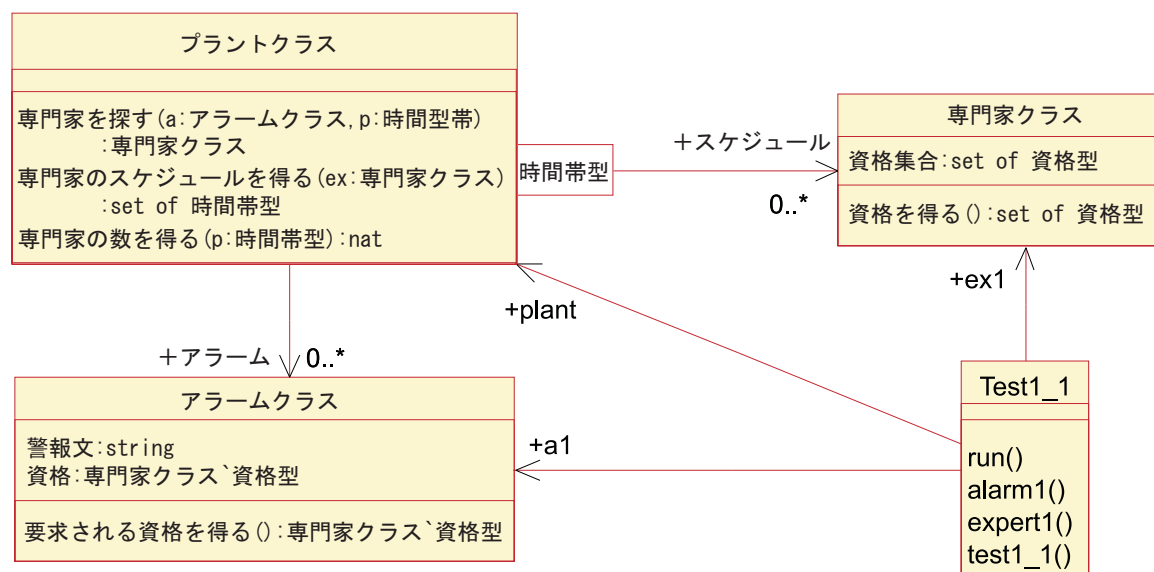 プラントクラス
専門家を探す(a:アラームクラス,p:時間型帯)
:専門家クラス
専門家のスケジュールを得る(ex:専門家クラス)
:set of 時間帯型
専門家の数を得る(p:時間帯型):nat
時間帯型
+スケジュール
0..*
専門家クラス
資格集合:set of 資格型
資格を得る():set of 資格型
+ex1
+plant
+アラーム
0..*
アラームクラス
警報文:string
資格:専門家クラス`資格型
要求される資格を得る():専門家クラス`資格型
+a1
Test1_1
run()
alarm1()
expert1()
test1_1()